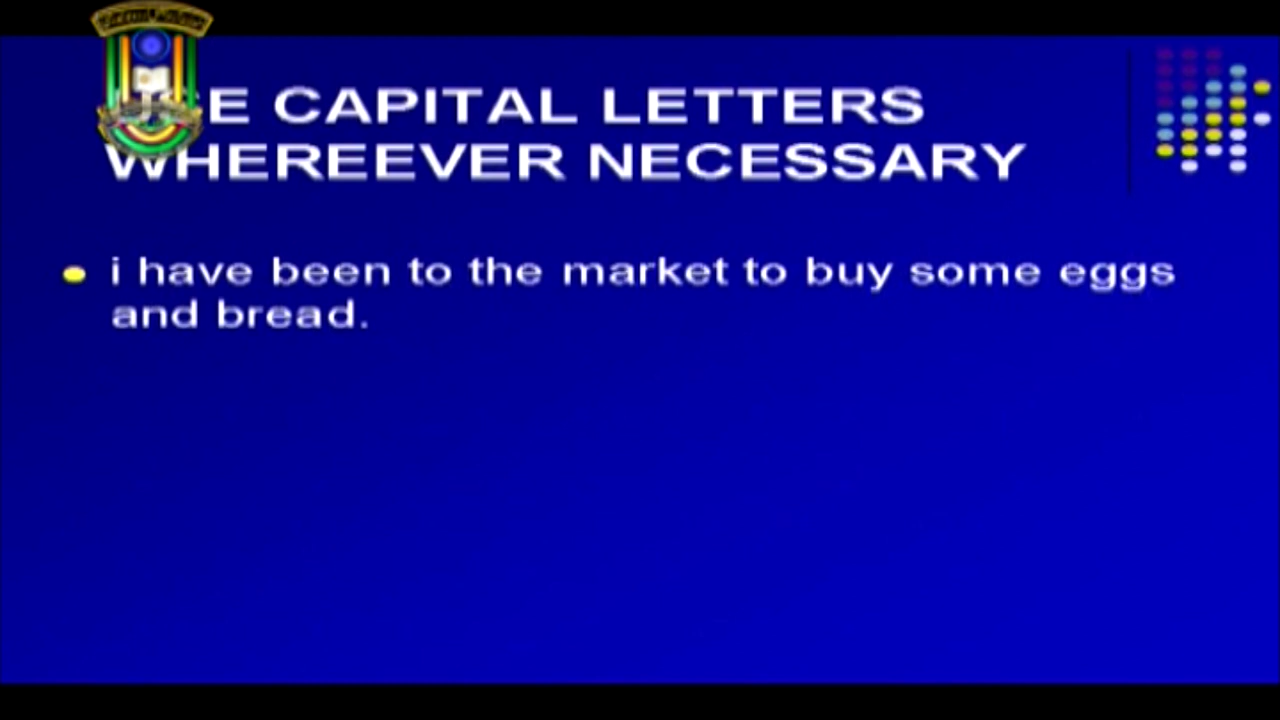 CAPITAL LETTERS
WHEREEVER NECESSARY
i have been to the market to buy some eggs
and bread.